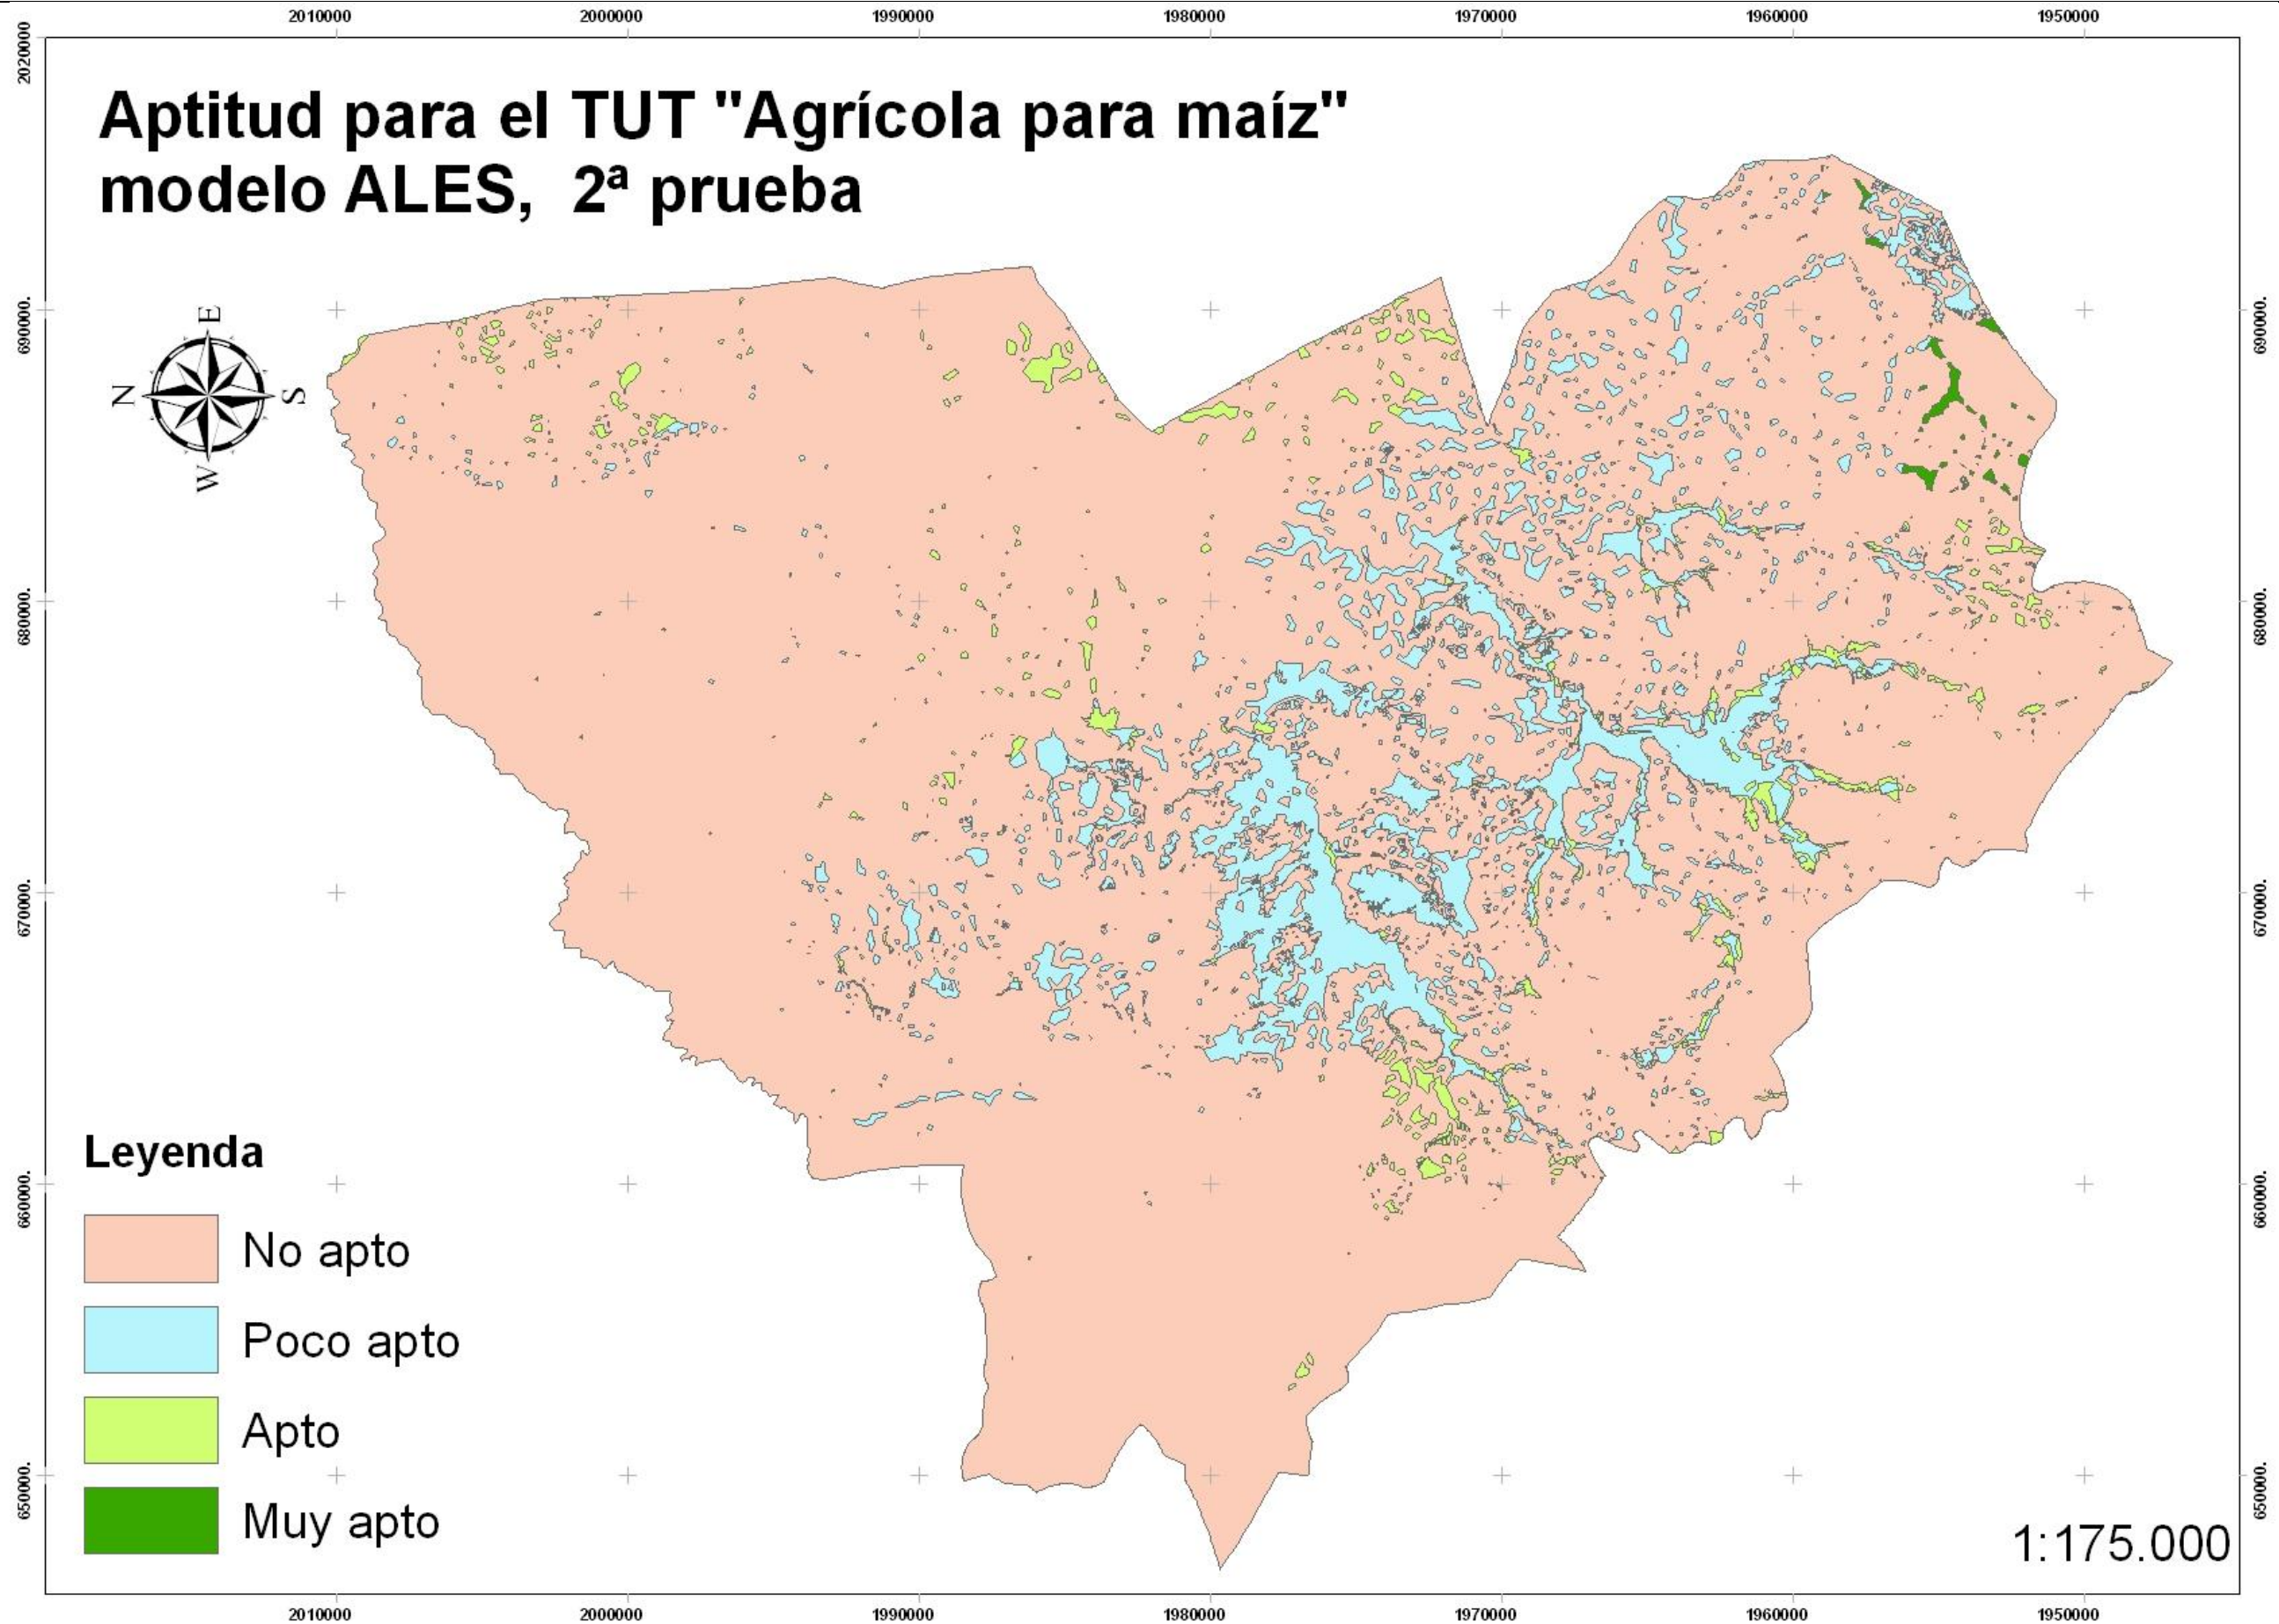 2010000 2000000 1990000 1980000 1970000 1960000 1950000
2020000
Aptitud para el TUT "Agrícola para maíz"
modelo ALES, 2ª prueba
690000.
690000.
E
N
S
W
680000.
680000.
670000.
670000.
Leyenda
660000.
660000.
No apto
Poco apto
Apto
650000.
650000.
Muy apto
1:175.000
2010000 2000000 1990000 1980000 1970000 1960000 1950000